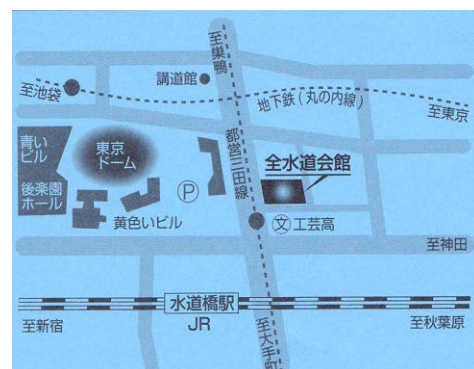 至巣鴨
講道館
至池袋
地下鉄(丸の内線)
至東京
青い
ビル
東京
ドーム
都営三田線
全水道会館
後楽園
ホール
黄色いビル
P
文
工芸高
至神田
水道橋駅
JR
至新宿
至秋葉原
至大手町